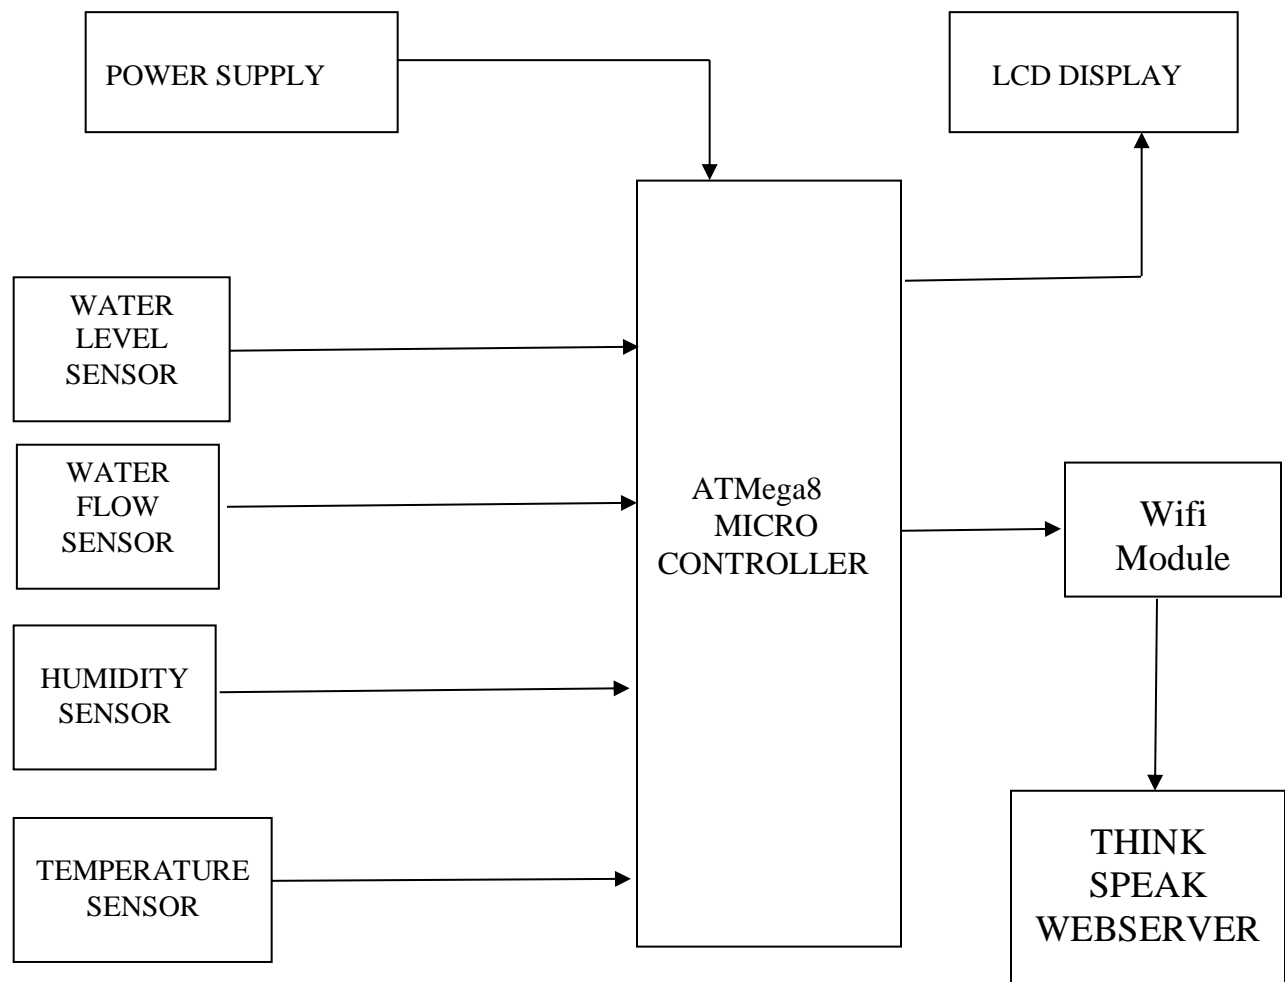 POWER SUPPLY
LCD DISPLAY
WATER
LEVEL
SENSOR
WATER
FLOW
SENSOR
ATMega8
MICRO
CONTROLLER
Wifi
Module
HUMIDITY
SENSOR
TEMPERATURE
SENSOR
THINK
SPEAK
WEBSERVER